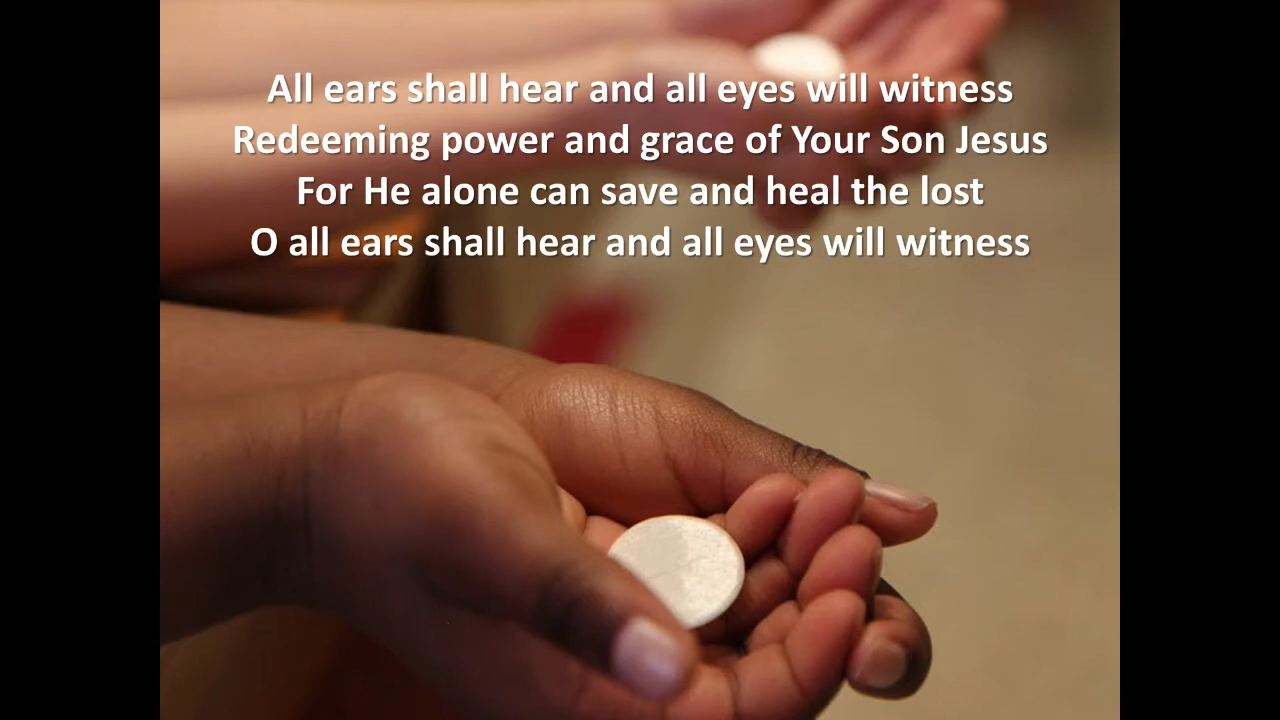 All ears shall hear and all eyes will witness
Redeeming power and grace of Your Son Jesus
For He alone can save and heal the lost
O all ears shall hear and all eyes will witness